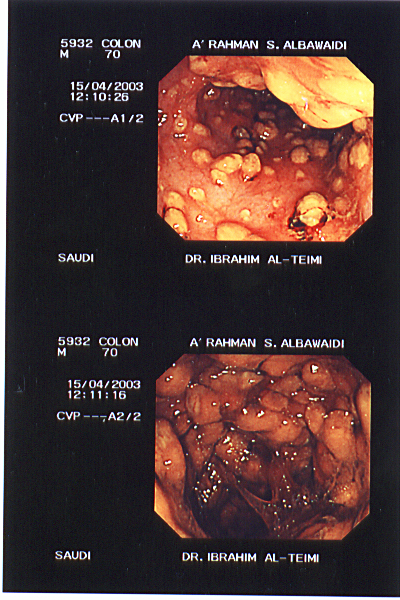 5932 COLON A' RAHMAN S. ALBAWAIDI
M 70
15/04/2003
12:10:26
CVP---A1/2
SAUDI DR. IBRAHIM AL-TEIMI
5932 COLON A' RAHMAN S. ALBAWAIDI
M 70
15/04/2003
12:11:16
CVP---A2/2
SAUDI DR. IBRAHIM AL-TEIMI